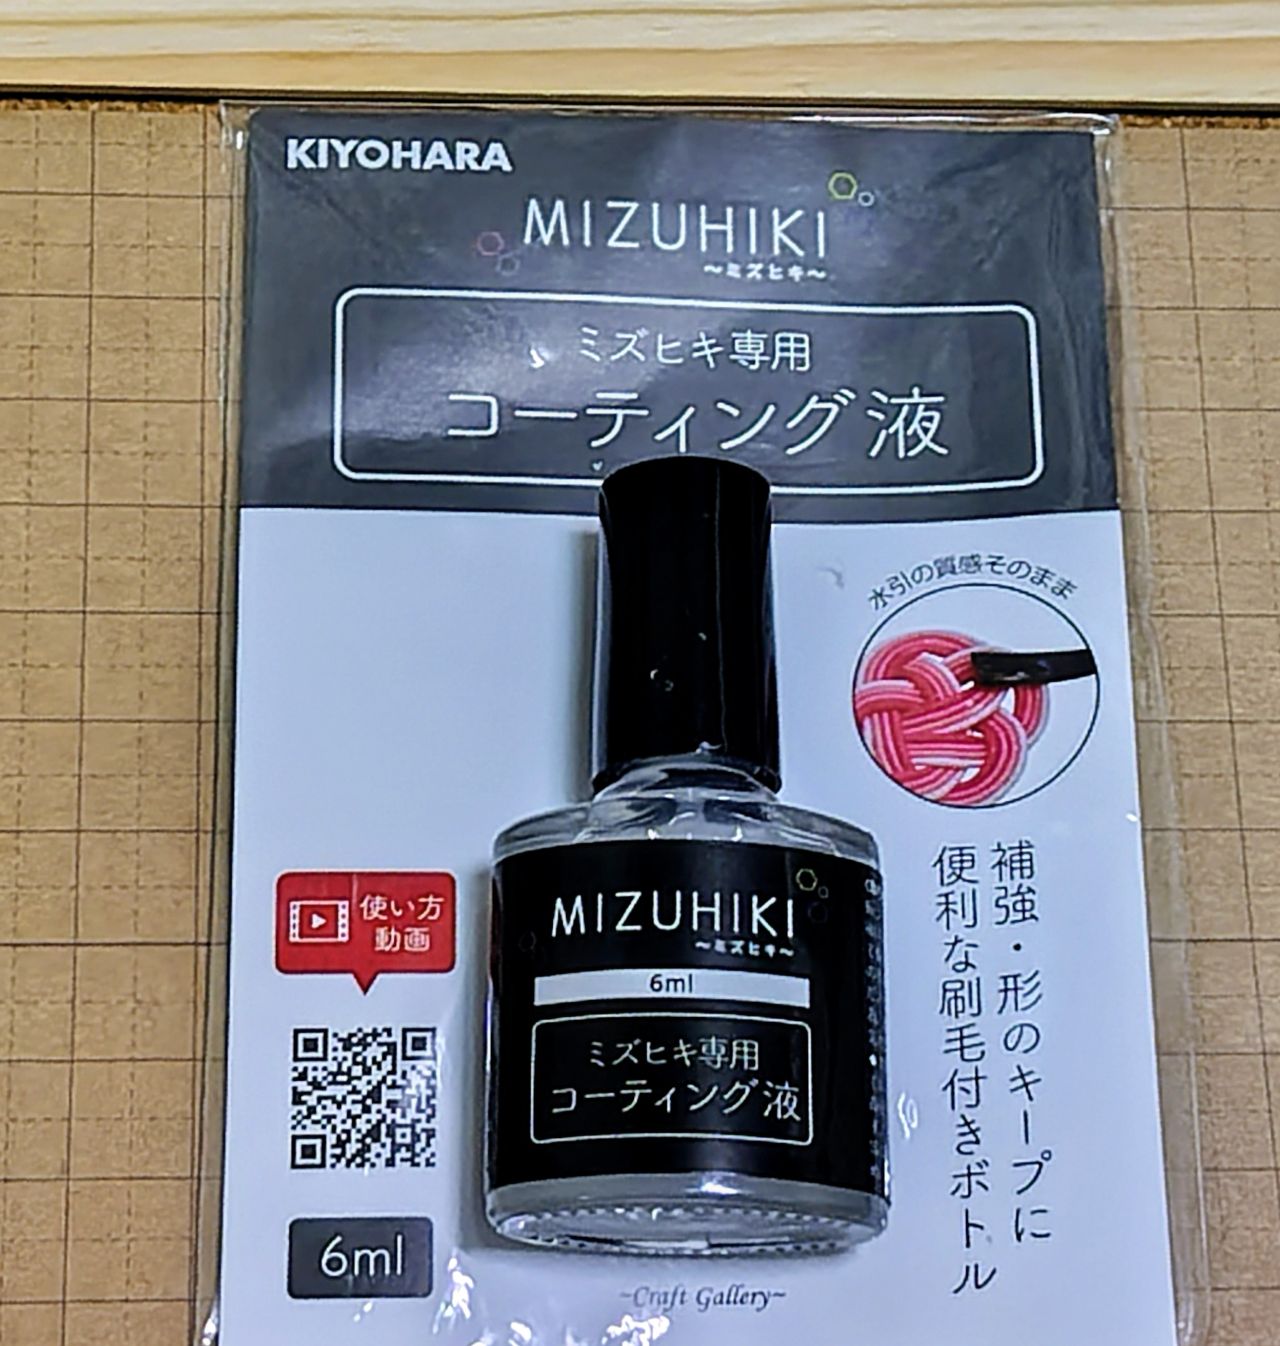 KIYOHARA
MIZUHIKI
～ミズヒキ～
ミズヒキ専用
コーティング液
水引の質感そのまま
補強・形のキープに
便利な刷毛付きボトル
使い方
動画
6ml
MIZUHIKI
～ミズヒキ～
6ml
ミズヒキ専用
コーティング液
~Craft Gallery~